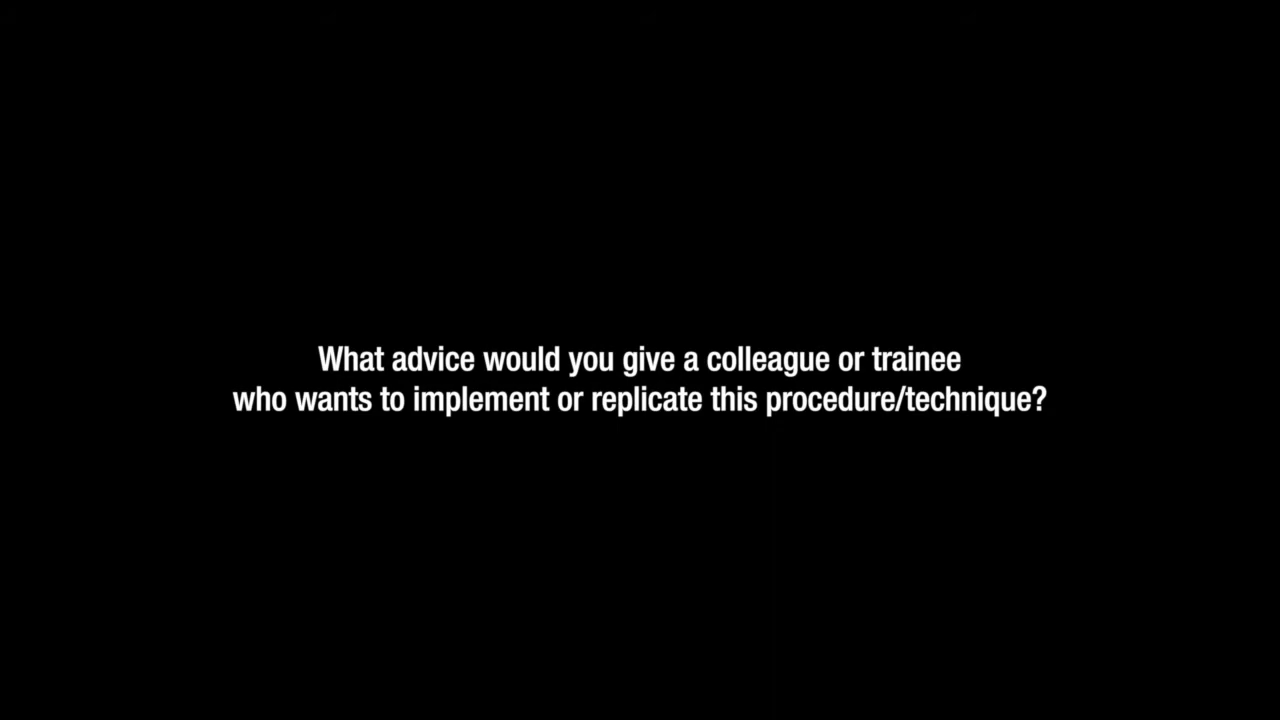 What advice would you give a colleague or trainee
who wants to implement or replicate this procedure/technique?